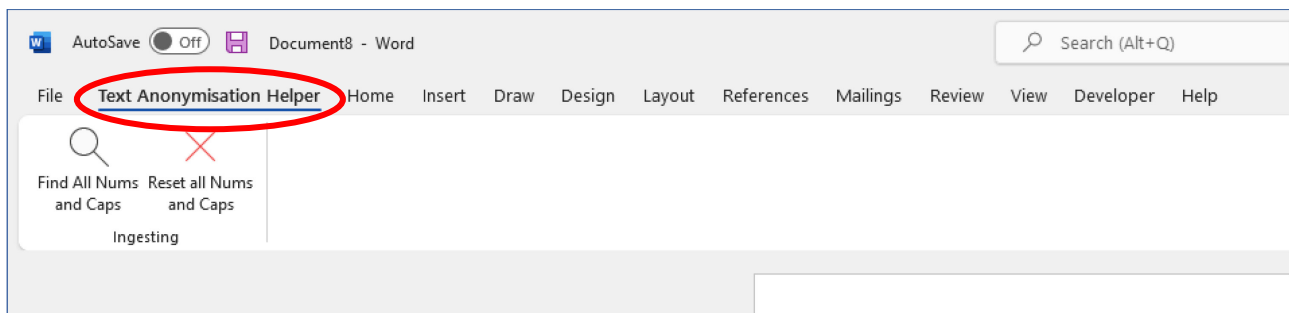 AutoSave Off Document8 - Word Search (Alt+Q)
File Text Anonymisation Helper Home Insert Draw Design Layout References Mailings Review View Developer Help
Find All Nums Reset all Nums
and Caps and Caps
Ingesting